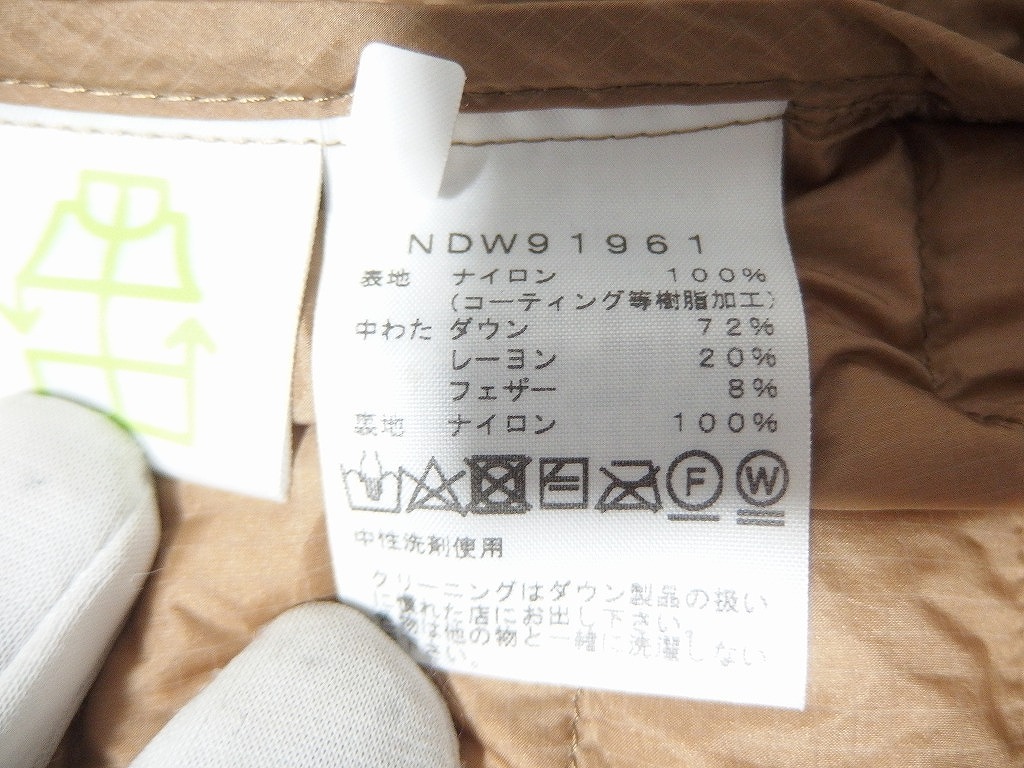 NDW91961
表地 ナイロン 100%
(コーティング等樹脂加工)
中わた ダウン 72%
レーヨン 20%
フェザー 8%
裏地 ナイロン 100%
F W
中性洗剤使用
クリーニングはダウン製品の扱い
に慣れた店にお出し下さい。
物は他の物と一緒に洗濯しない
さい。